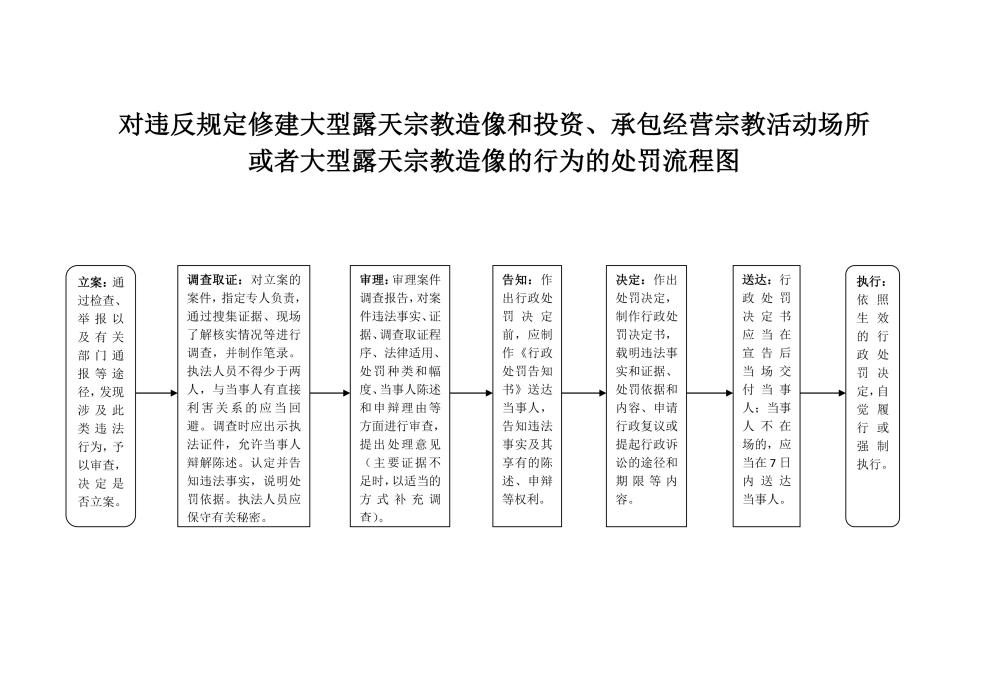 对违反规定修建大型露天宗教造像和投资、承包经营宗教活动场所
或者大型露天宗教造像的行为的处罚流程图
立案：通
过检查、
举报以
及有关
部门通
报等途
径，发现
涉及此
类违法
行为，予
以审查，
决定是
否立案。
调查取证：对立案的
案件，指定专人负责，
通过搜集证据、现场
了解核实情况等进行
调查，并制作笔录。
执法人员不得少于两
人，与当事人有直接
利害关系的应当回
避。调查时应出示执
法证件，允许当事人
辩解陈述。认定并告
知违法事实，说明处
罚依据。执法人员应
保守有关秘密。
审理：审理案件
调查报告，对案
件违法事实、证
据、调查取证程
序、法律适用、
处罚种类和幅
度、当事人陈述
和申辩理由等
方面进行审查，
提出处理意见
（主要证据不
足时，以适当的
方式补充调
查）。
告知：作
出行政处
罚决定
前，应制
作《行政
处罚告知
书》送达
当事人，
告知违法
事实及其
享有的陈
述、申辩
等权利。
决定：作出
处罚决定，
制作行政处
罚决定书，
载明违法事
实和证据、
处罚依据和
内容、申请
行政复议或
提起行政诉
讼的途径和
期限等内
容。
送达：行
政处罚
决定书
应当在
宣告后
当场交
付当事
人；当事
人不在
场的，应
当在7日
内送达
当事人。
执行：
依照
生效
的行
政处
罚决
定，自
觉履
行或
强制
执行。